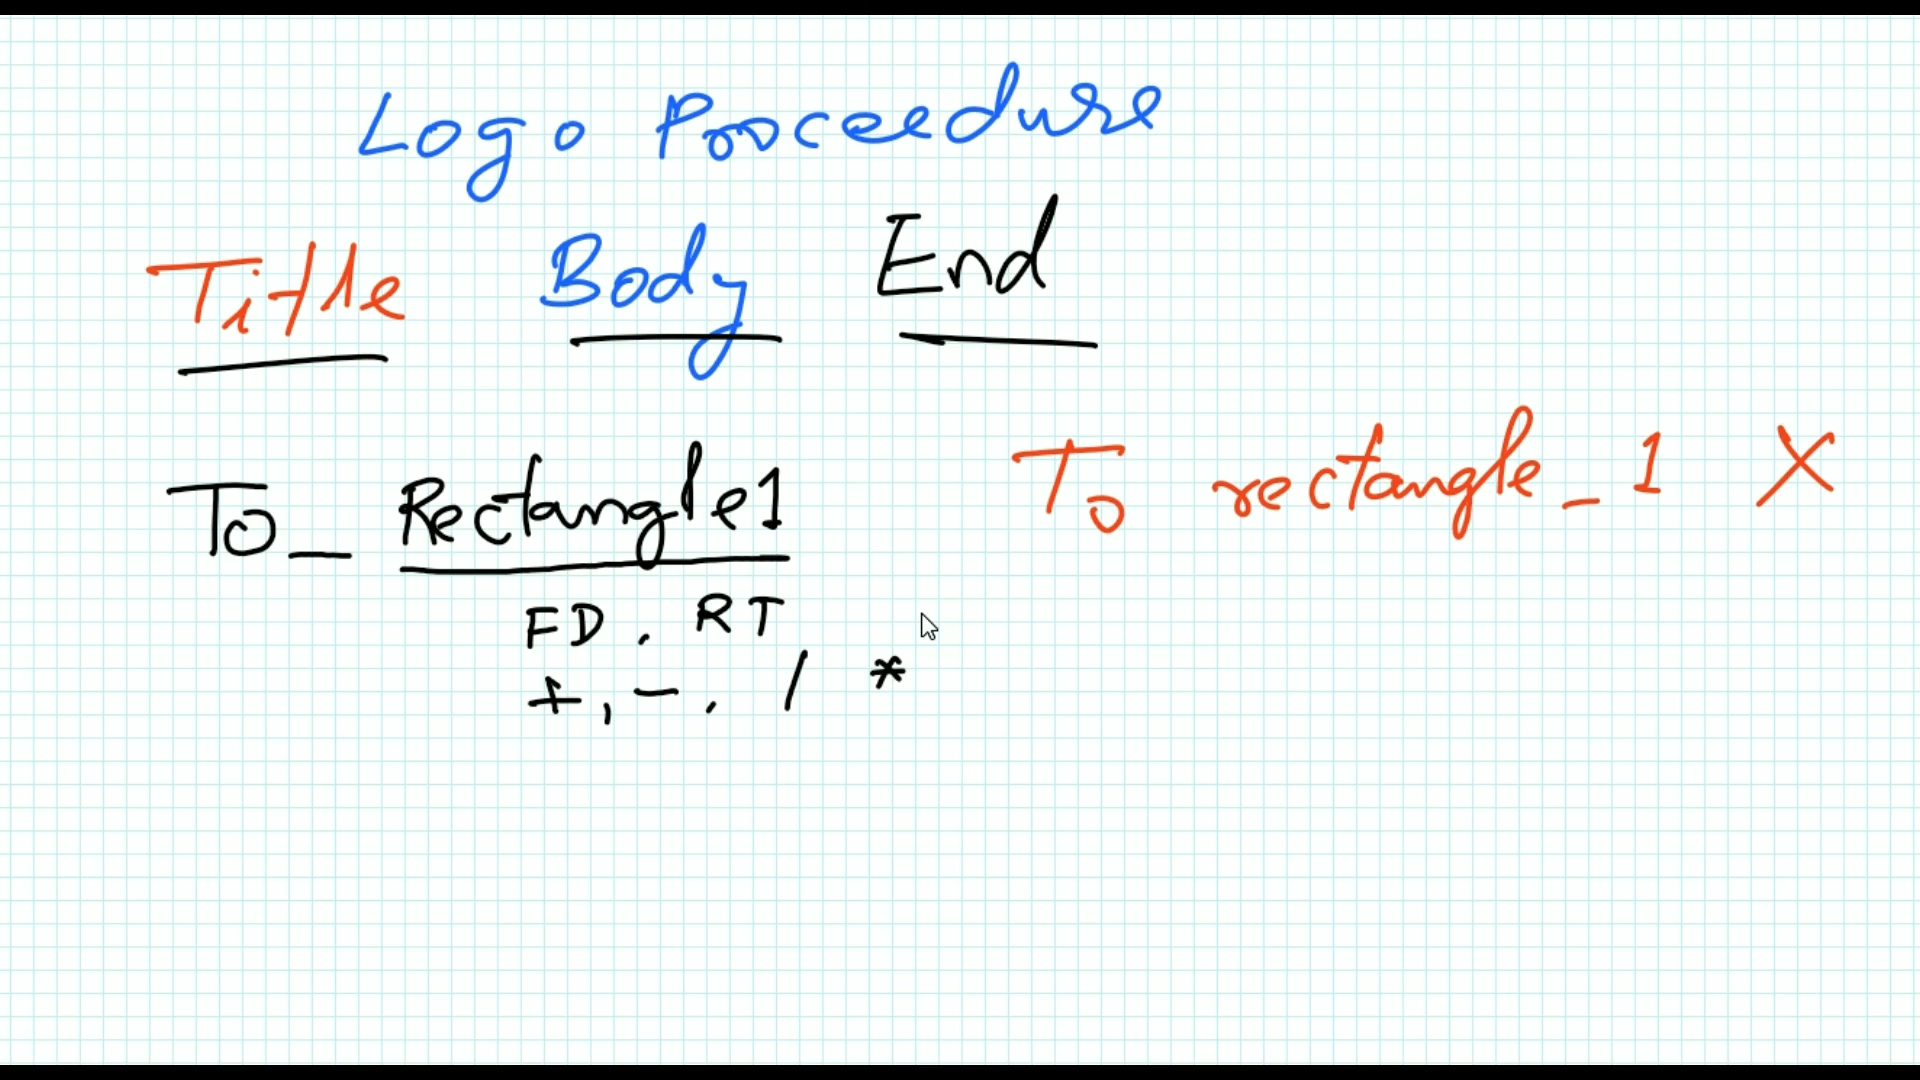 Logo Proceedure
Title Body End
To_ Rectangle1
To rectangle_1 X
FD . RT
+, - . / *